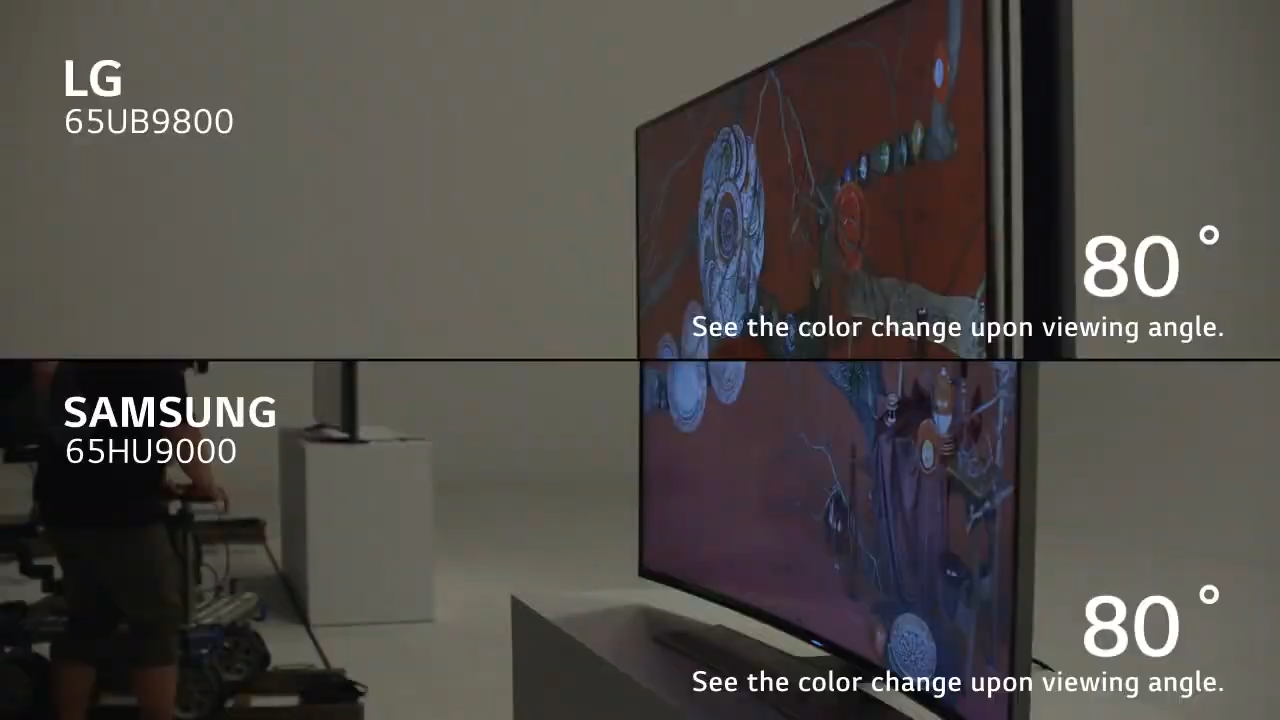 LG
65UB9800
80°
See the color change upon viewing angle.
SAMSUNG
65HU9000
80°
See the color change upon viewing angle.